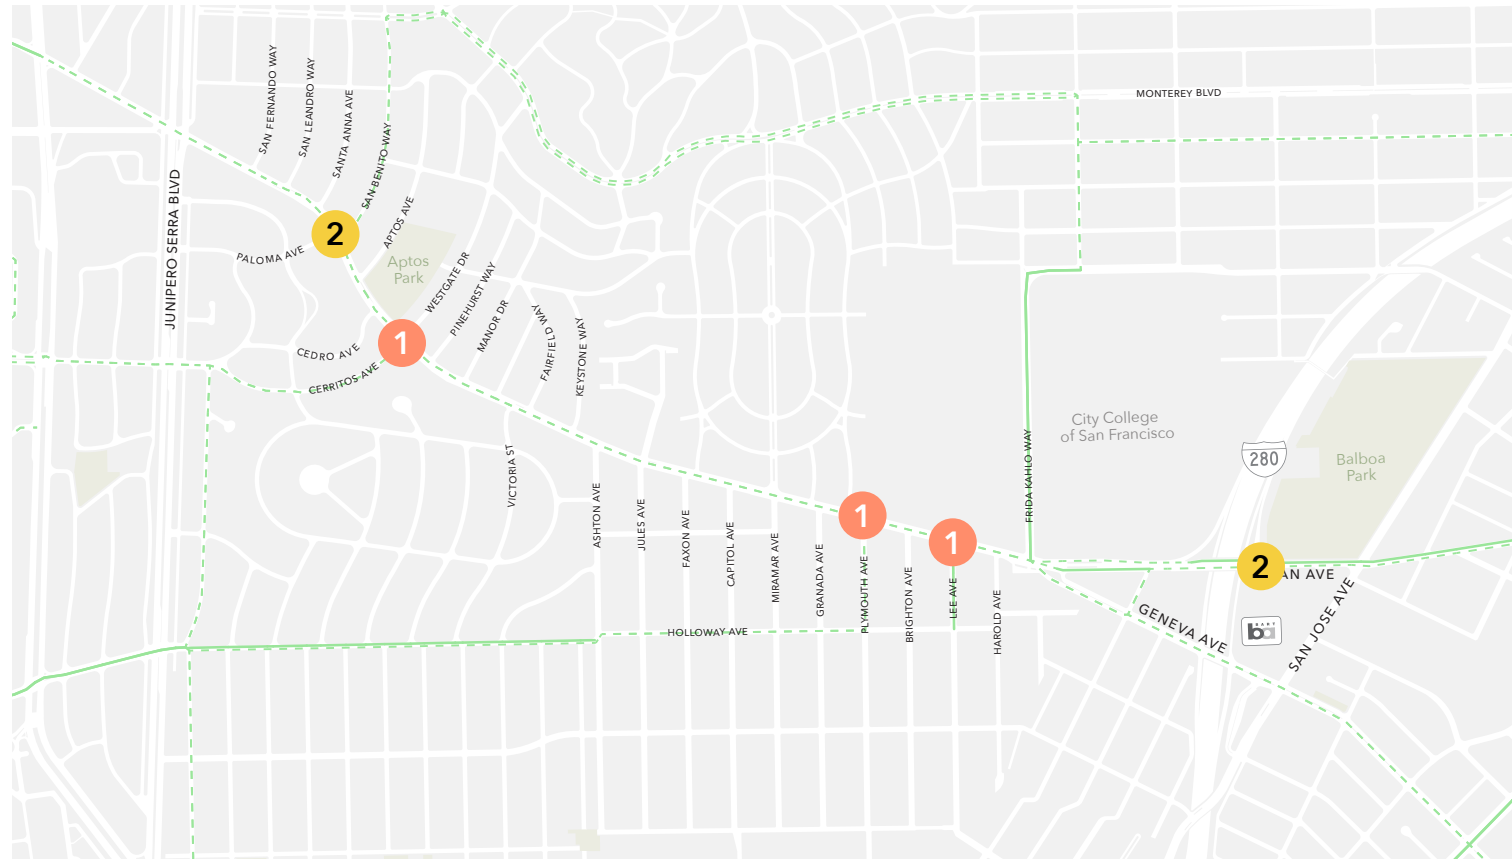 SAN FERNANDO WAY
SAN LEANDRO WAY
SANTA ANNA AVE
SAN BENITO WAY
MONTEREY BLVD
JUNIPERO SERRA BLVD
APTOS AVE
2
PALOMA AVE
Aptos
Park
WESTGATE DR
PINEHURST WAY
MANOR DR
FAIRFIELD WAY
KEYSTONE WAY
1
CEDRO AVE
CERRITOS AVE
City College
of San Francisco
FRIDA KAHLO WAY
280
Balboa
Park
VICTORIA ST
ASHTON AVE
JULES AVE
FAXON AVE
CAPITOL AVE
MIRAMAR AVE
GRANADA AVE
1
PLYMOUTH AVE
BRIGHTON AVE
1
LEE AVE
HAROLD AVE
2
AN AVE
HOLLOWAY AVE
GENEVA AVE
BART
ba
SAN JOSE AVE